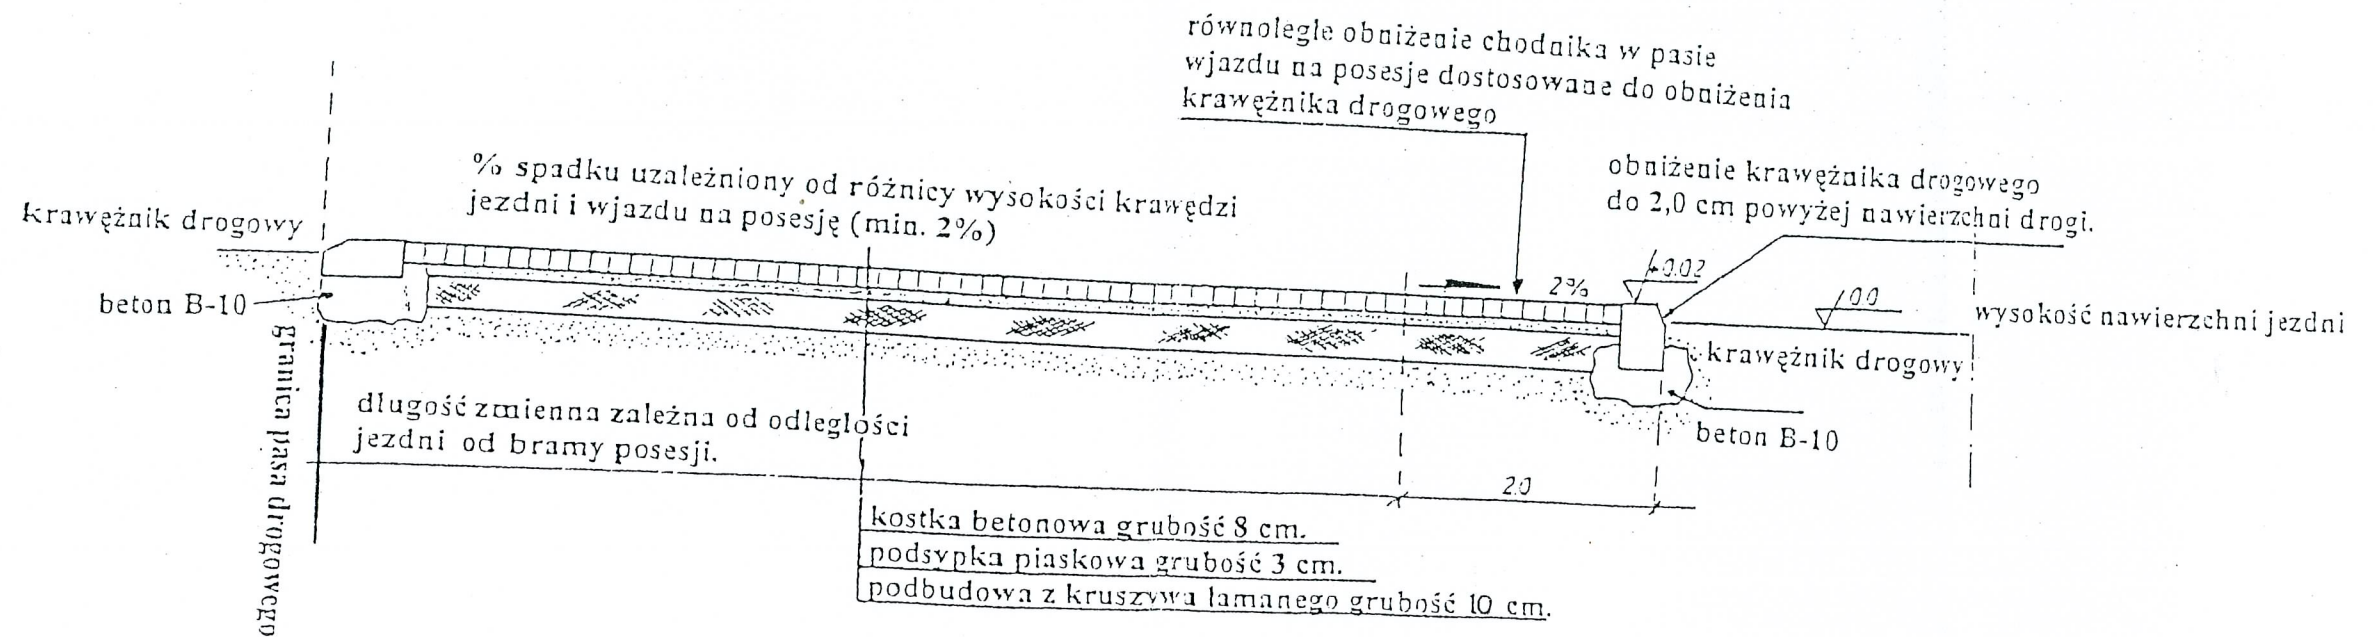 równoległe obniżenie chodnika w pasie
wjazdu na posesje dostosowane do obniżenia
krawężnika drogowego
% spadku uzależniony od różnicy wysokości krawędzi
jezdni i wjazdu na posesję (min. 2%)
obniżenie krawężnika drogowego
do 2,0 cm powyżej nawierzchni drogi.
krawężnik drogowy
2%
+0.02
0.0
beton B-10
wysokość nawierzchni jezdni
krawężnik drogowy
granica pasa drogowego
długość zmienna zależna od odległości
jezdni od bramy posesji.
beton B-10
2.0
kostka betonowa grubość 8 cm.
podsypka piaskowa grubość 3 cm.
podbudowa z kruszywa łamanego grubość 10 cm.